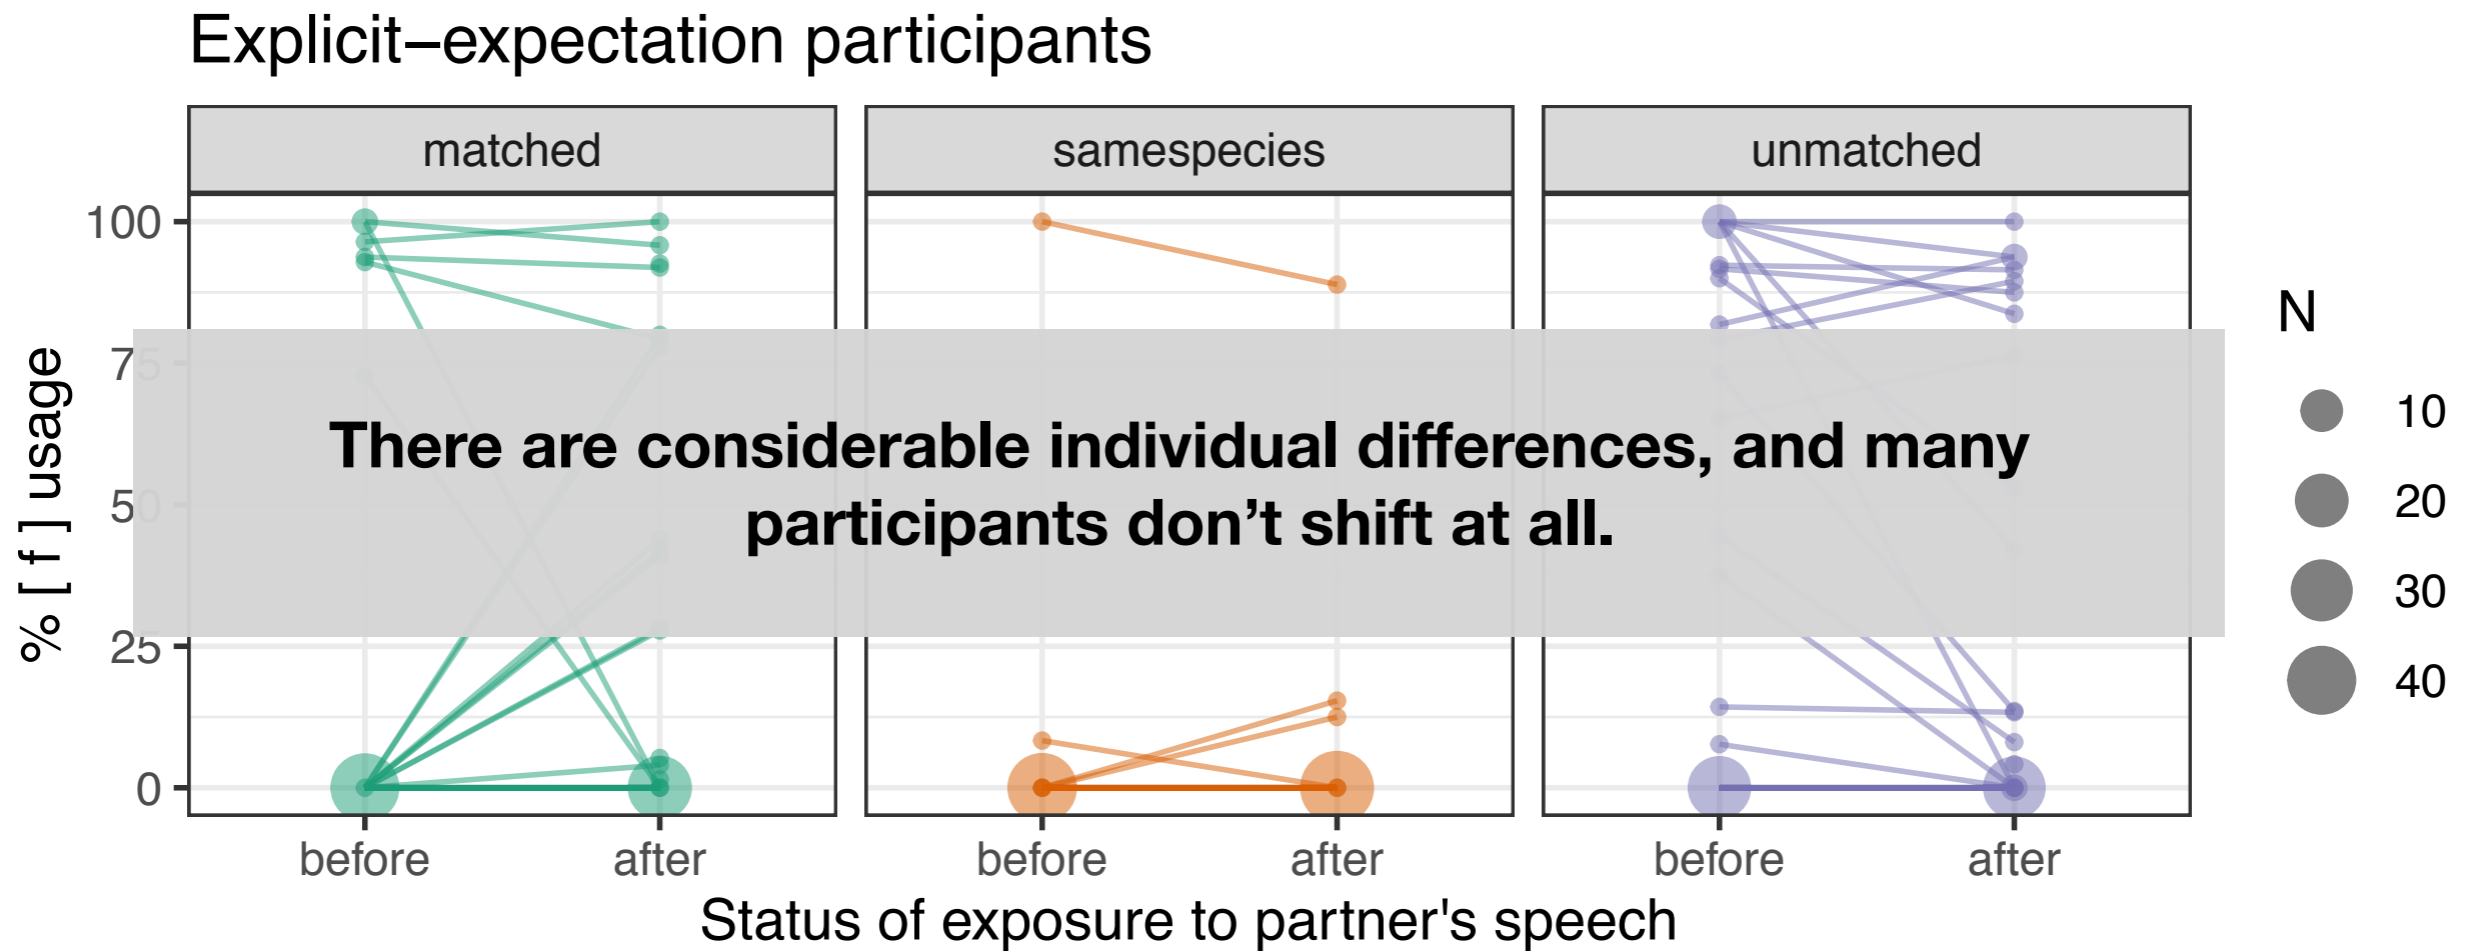 Explicit–expectation participants
matched
samespecies
unmatched
100
75
50
25
0
% [ f ] usage
There are considerable individual differences, and many
participants don’t shift at all.
N
10
20
30
40
before
after
before
after
before
after
Status of exposure to partner's speech